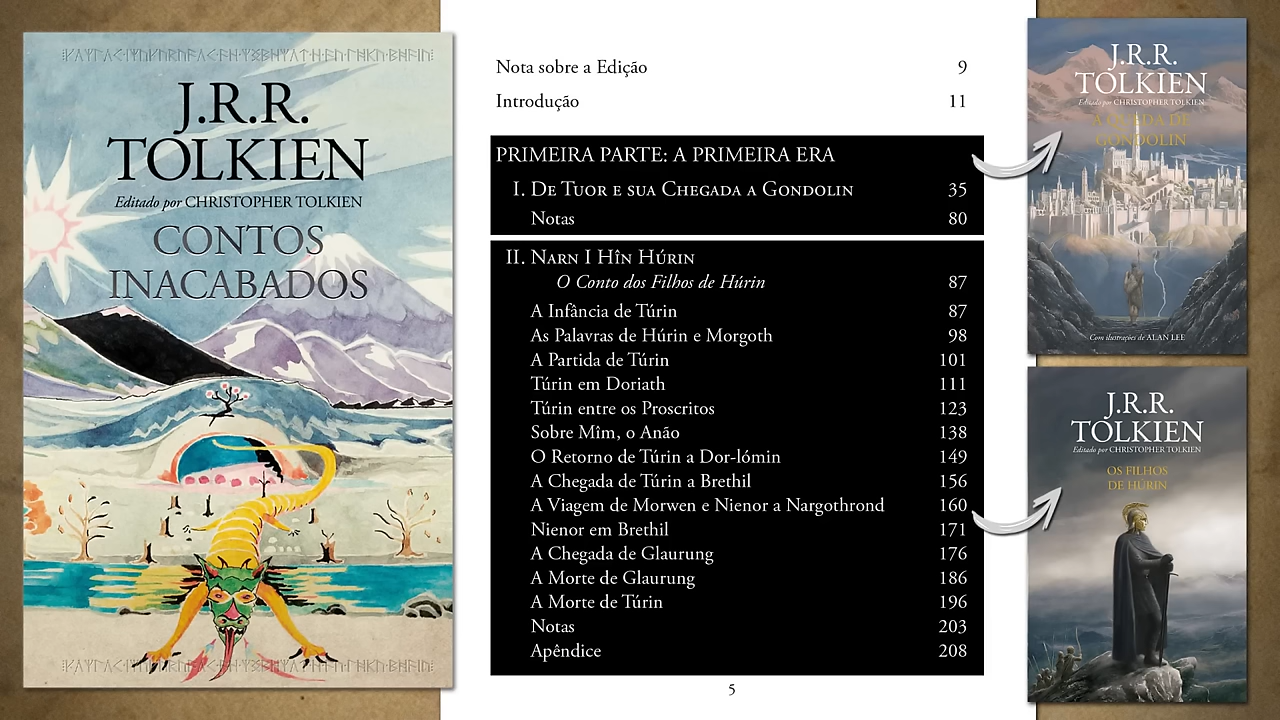 J.R.R.
TOLKIEN
Editado por CHRISTOPHER TOLKIEN
CONTOS
INACABADOS
Nota sobre a Edição 9
Introdução 11
PRIMEIRA PARTE: A PRIMEIRA ERA
I. De Tuor e sua Chegada a Gondolin 35
Notas 80
II. Narn I Hîn Húrin
O Conto dos Filhos de Húrin 87
A Infância de Túrin 87
As Palavras de Húrin e Morgoth 98
A Partida de Túrin 101
Túrin em Doriath 111
Túrin entre os Proscritos 123
Sobre Mîm, o Anão 138
O Retorno de Túrin a Dor-lómin 149
A Chegada de Túrin a Brethil 156
A Viagem de Morwen e Nienor a Nargothrond 160
Nienor em Brethil 171
A Chegada de Glaurung 176
A Morte de Glaurung 186
A Morte de Túrin 196
Notas 203
Apêndice 208
5
J.R.R.
TOLKIEN
Editado por CHRISTOPHER TOLKIEN
A QUEDA DE
GONDOLIN
Com ilustrações de ALAN LEE
J.R.R.
TOLKIEN
Editado por CHRISTOPHER TOLKIEN
OS FILHOS
DE HÚRIN